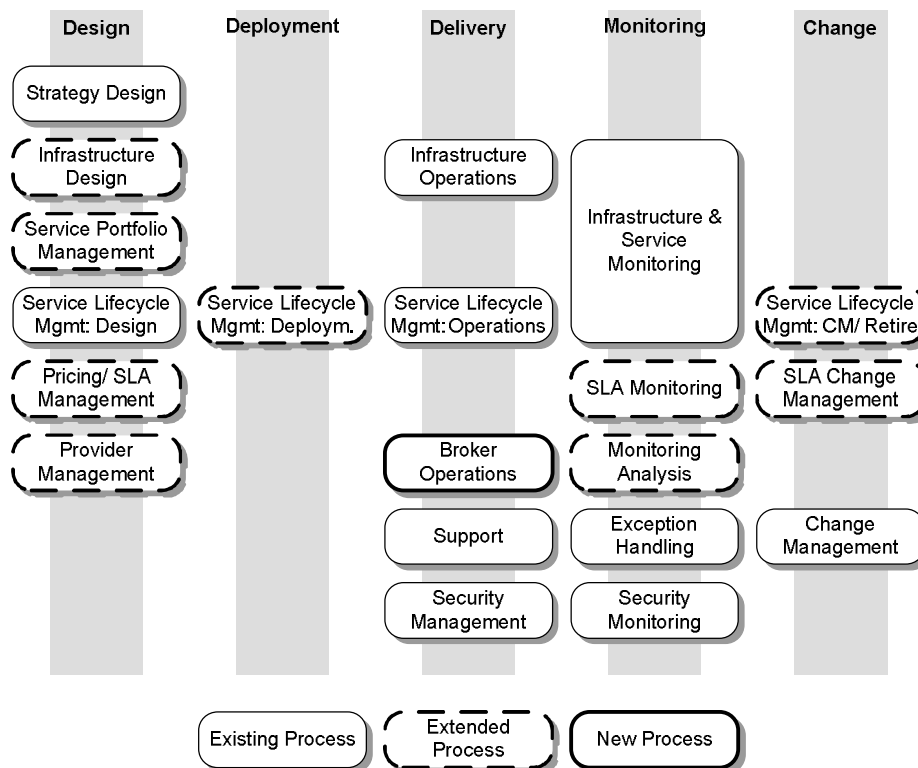 Design
Deployment
Delivery
Monitoring
Change
Strategy Design
Infrastructure
Design
Infrastructure
Operations
Infrastructure &
Service
Monitoring
Service Portfolio
Management
Service Lifecycle
Mgmt: Design
Service Lifecycle
Mgmt: Deploym.
Service Lifecycle
Mgmt: Operations
Service Lifecycle
Mgmt: CM/ Retire
Pricing/ SLA
Management
SLA Monitoring
SLA Change
Management
Provider
Management
Broker
Operations
Monitoring
Analysis
Support
Exception
Handling
Change
Management
Security
Management
Security
Monitoring
Existing Process
Extended
Process
New Process